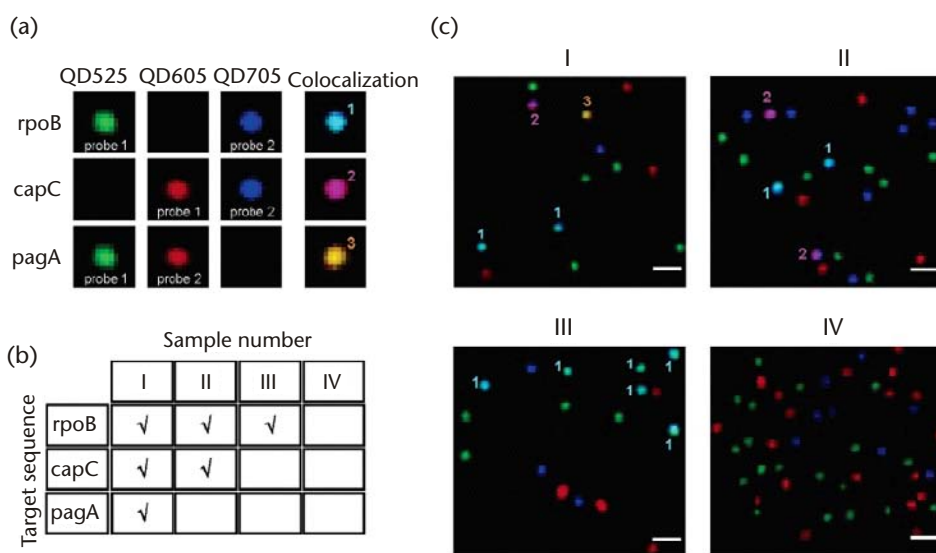 (a)
QD525 QD605 QD705 Colocalization
rpoB probe 1 probe 2 1
capC probe 1 probe 2 2
pagA probe 1 probe 2 3
(b)
Sample number
Target sequence
I II III IV
rpoB √ √ √
capC √ √
pagA √
(c)
I
2
3
1
1
II
2
1
1
2
III
1
1
1
1
1
IV